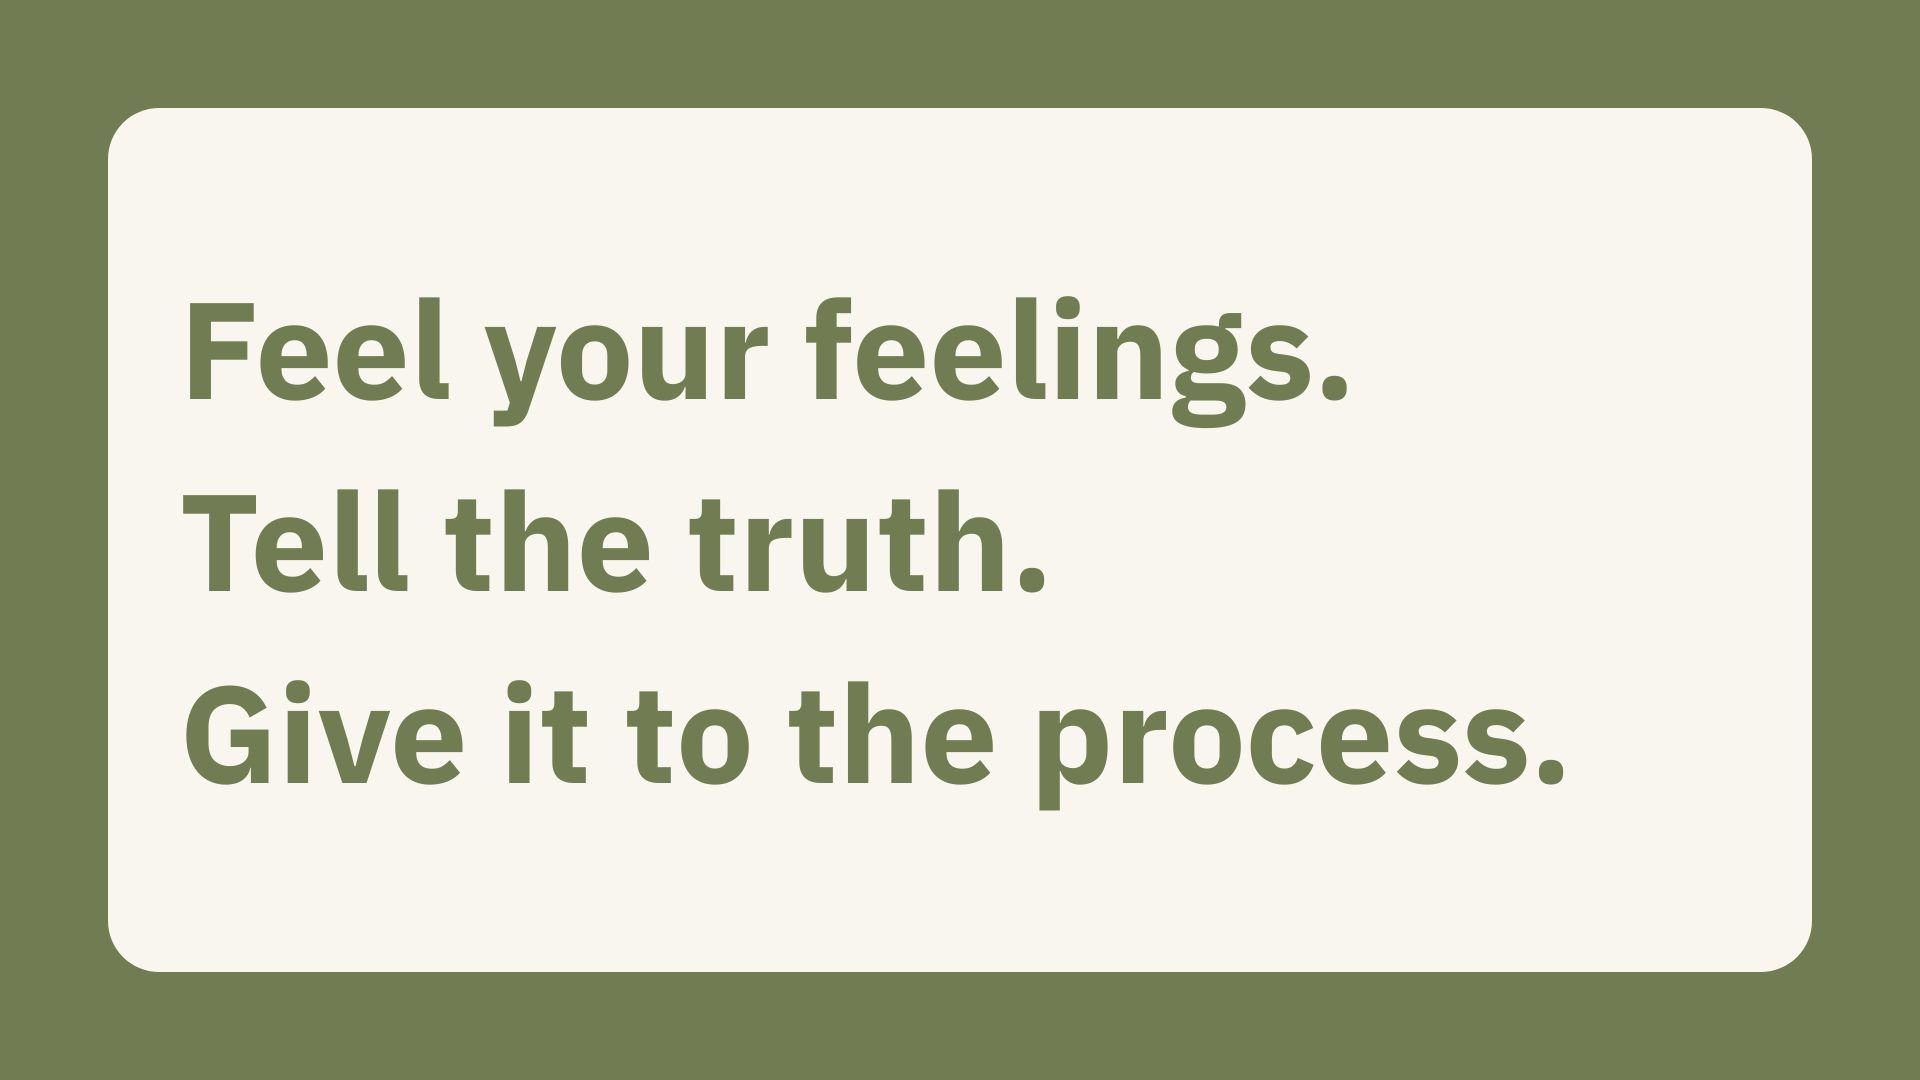 Feel your feelings.
Tell the truth.
Give it to the process.